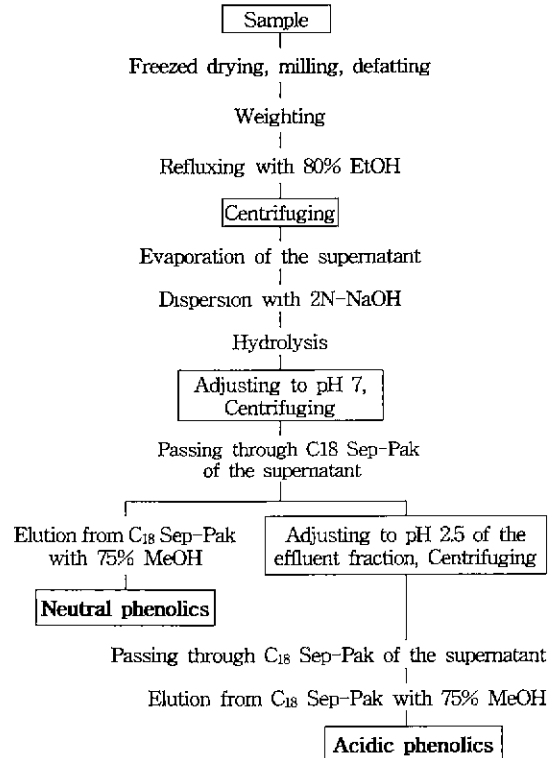 Sample
Freezed drying, milling, defatting
Weighting
Refluxing with 80% EtOH
Centrifuging
Evaporation of the supernatant
Dispersion with 2N-NaOH
Hydrolysis
Adjusting to pH 7,
Centrifuging
Passing through C18 Sep-Pak
of the supernatant
Elution from C₁₈ Sep-Pak
with 75% MeOH
Neutral phenolics
Adjusting to pH 2.5 of the
effluent fraction, Centrifuging
Passing through C₁₈ Sep-Pak of the supernatant
Elution from C₁₈ Sep-Pak with 75% MeOH
Acidic phenolics